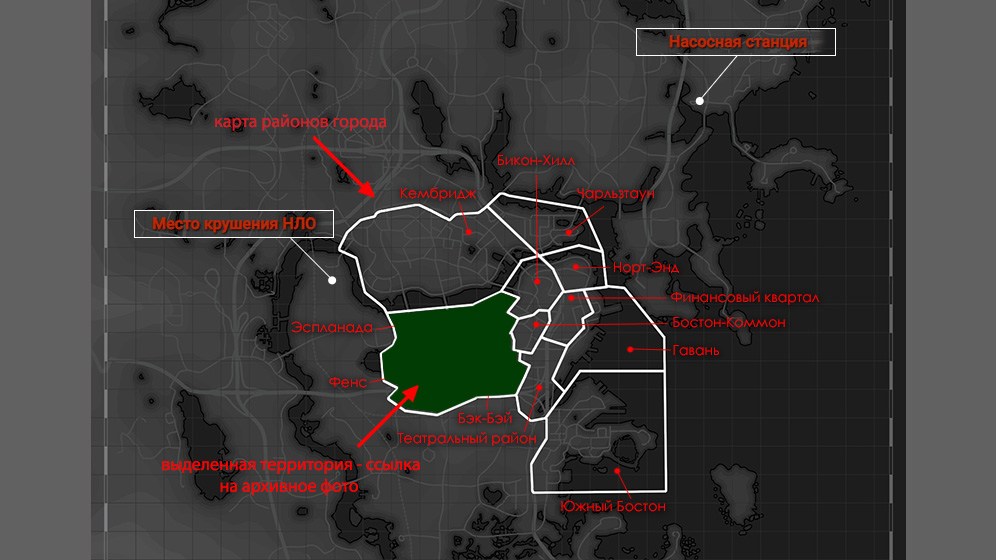 Насосная станция
карта районов города
Бикон-Хилл
Кембридж
Чарльзтаун
Место крушения НЛО
Норт-Энд
Финансовый квартал
Эспланада
Бостон-Коммон
Гавань
Фенс
Бэк-Бэй
Театральный район
выделенная территория - ссылка
на архивное фото
Южный Бостон